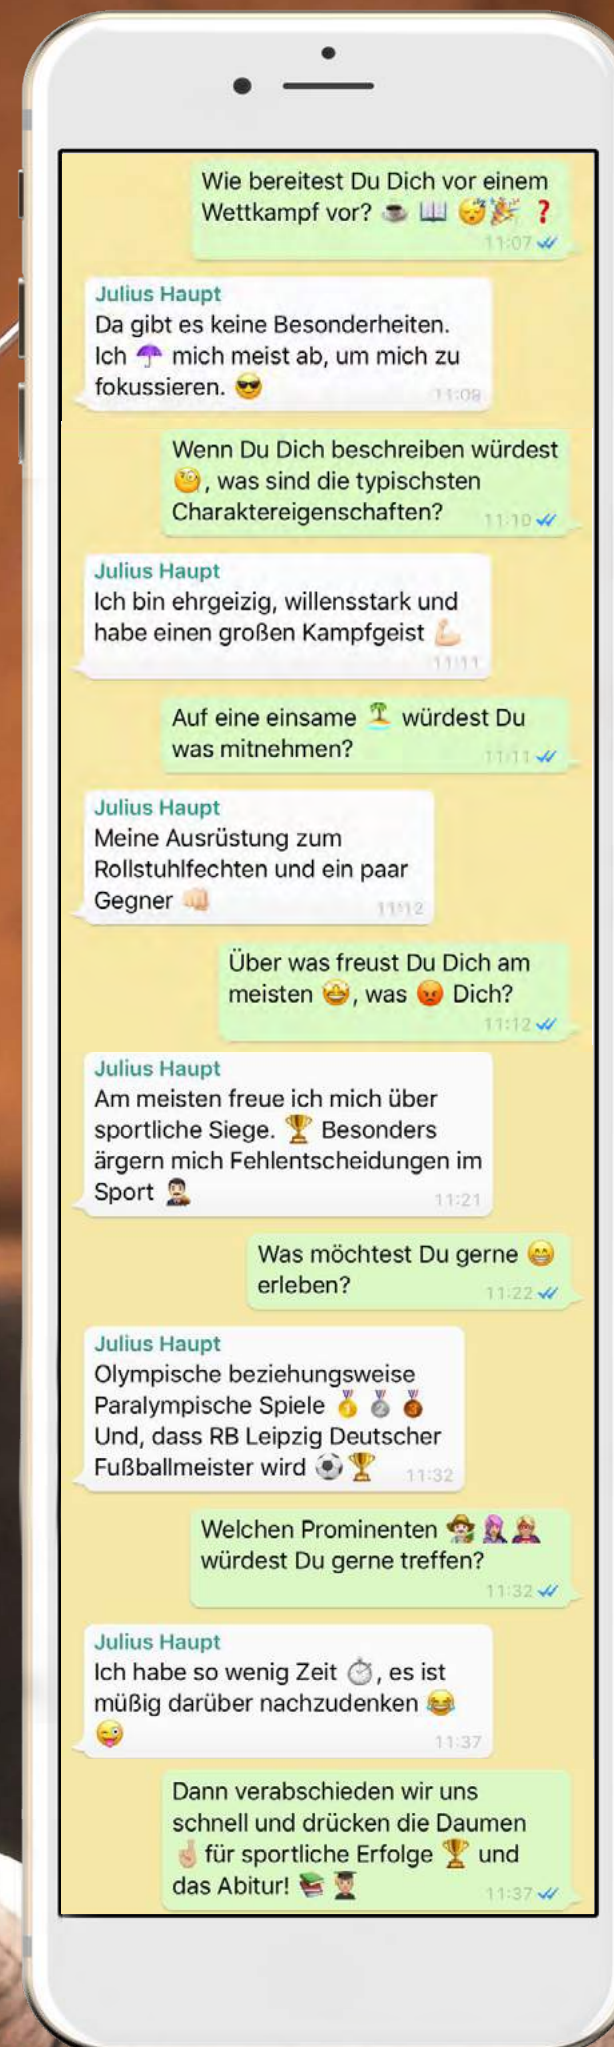 Wie bereitest Du Dich vor einem
Wettkampf vor? ☕ 📖 😴🎉 ❓
11:07
Julius Haupt
Da gibt es keine Besonderheiten.
Ich ☂ mich meist ab, um mich zu
fokussieren. 😎
11:09
Wenn Du Dich beschreiben würdest
🧐, was sind die typischsten
Charaktereigenschaften?
11:10
Julius Haupt
Ich bin ehrgeizig, willensstark und
habe einen großen Kampfgeist 💪🏻
11:11
Auf eine einsame 🏝 würdest Du
was mitnehmen?
11:11
Julius Haupt
Meine Ausrüstung zum
Rollstuhlfechten und ein paar
Gegner 👊🏻
11:12
Über was freust Du Dich am
meisten 🤩, was 😡 Dich?
11:12
Julius Haupt
Am meisten freue ich mich über
sportliche Siege. 🏆 Besonders
ärgern mich Fehlentscheidungen im
Sport 🤵🏻
11:21
Was möchtest Du gerne 😁
erleben?
11:22
Julius Haupt
Olympische beziehungsweise
Paralympische Spiele 🥇 🥈 🥉
Und, dass RB Leipzig Deutscher
Fußballmeister wird ⚽ 🏆
11:32
Welchen Prominenten
würdest Du gerne treffen?
11:32
Julius Haupt
Ich habe so wenig Zeit ⏱, es ist
müßig darüber nachzudenken 😂
😜
11:37
Dann verabschieden wir uns
schnell und drücken die Daumen
🤞🏼 für sportliche Erfolge 🏆 und
das Abitur! 📚 👨🏼‍🎓
11:37